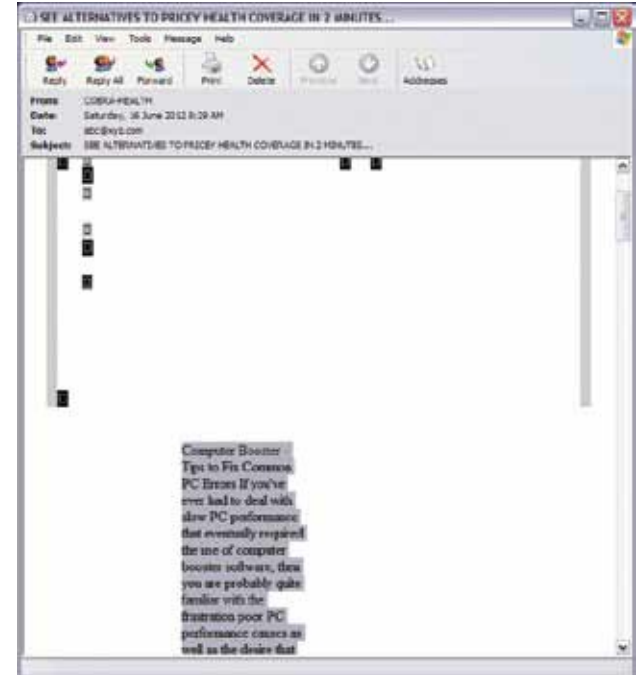 SEE ALTERNATIVES TO PRICEY HEALTH COVERAGE IN 2 MINUTES...
File Edit View Tools Message Help
Reply Reply All Forward Print Delete Previous Next Addresses
From: COBRA-HEALTH
Date: Saturday, 16 June 2012 8:29 AM
To: abc@xyz.com
Subject: SEE ALTERNATIVES TO PRICEY HEALTH COVERAGE IN 2 MINUTES...
Computer Booster
Tips to Fix Common
PC Errors If you've
ever had to deal with
slow PC performance
that eventually required
the use of computer
booster software, then
you are probably quite
familiar with the
frustration poor PC
performance causes as
well as the desire that